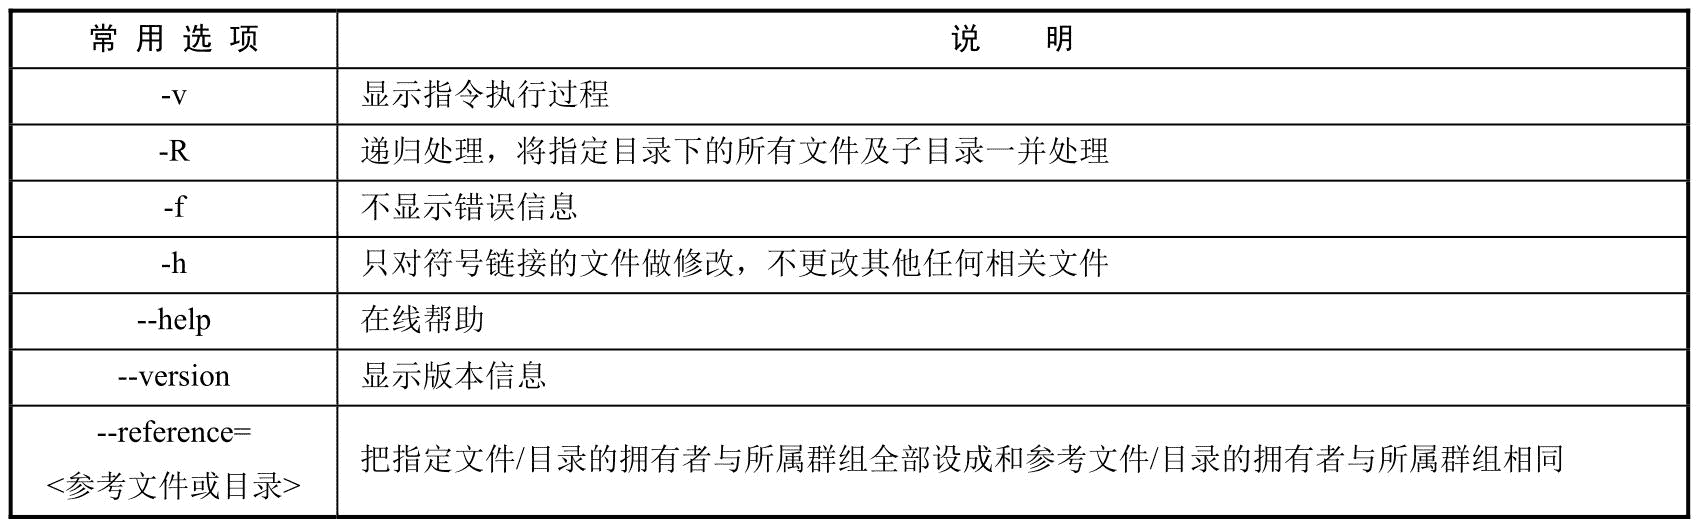 常用选项 说明
-v 显示指令执行过程
-R 递归处理，将指定目录下的所有文件及子目录一并处理
-f 不显示错误信息
-h 只对符号链接的文件做修改，不更改其他任何相关文件
--help 在线帮助
--version 显示版本信息
--reference=
<参考文件或目录> 把指定文件/目录的拥有者与所属群组全部设成和参考文件/目录的拥有者与所属群组相同